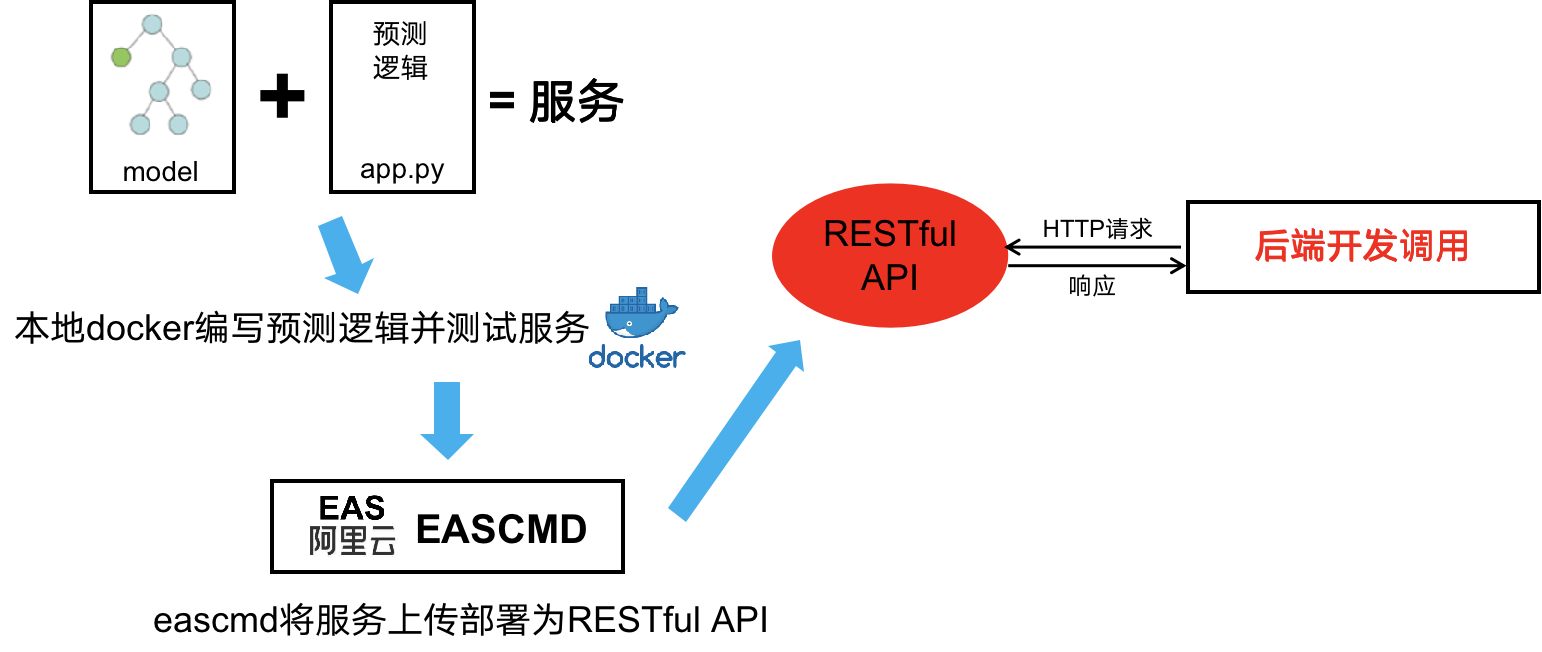 预测
逻辑
model
app.py
= 服务
本地docker编写预测逻辑并测试服务
docker
EAS
阿里云
EASCMD
eascmd将服务上传部署为RESTful API
RESTful
API
HTTP请求
响应
后端开发调用